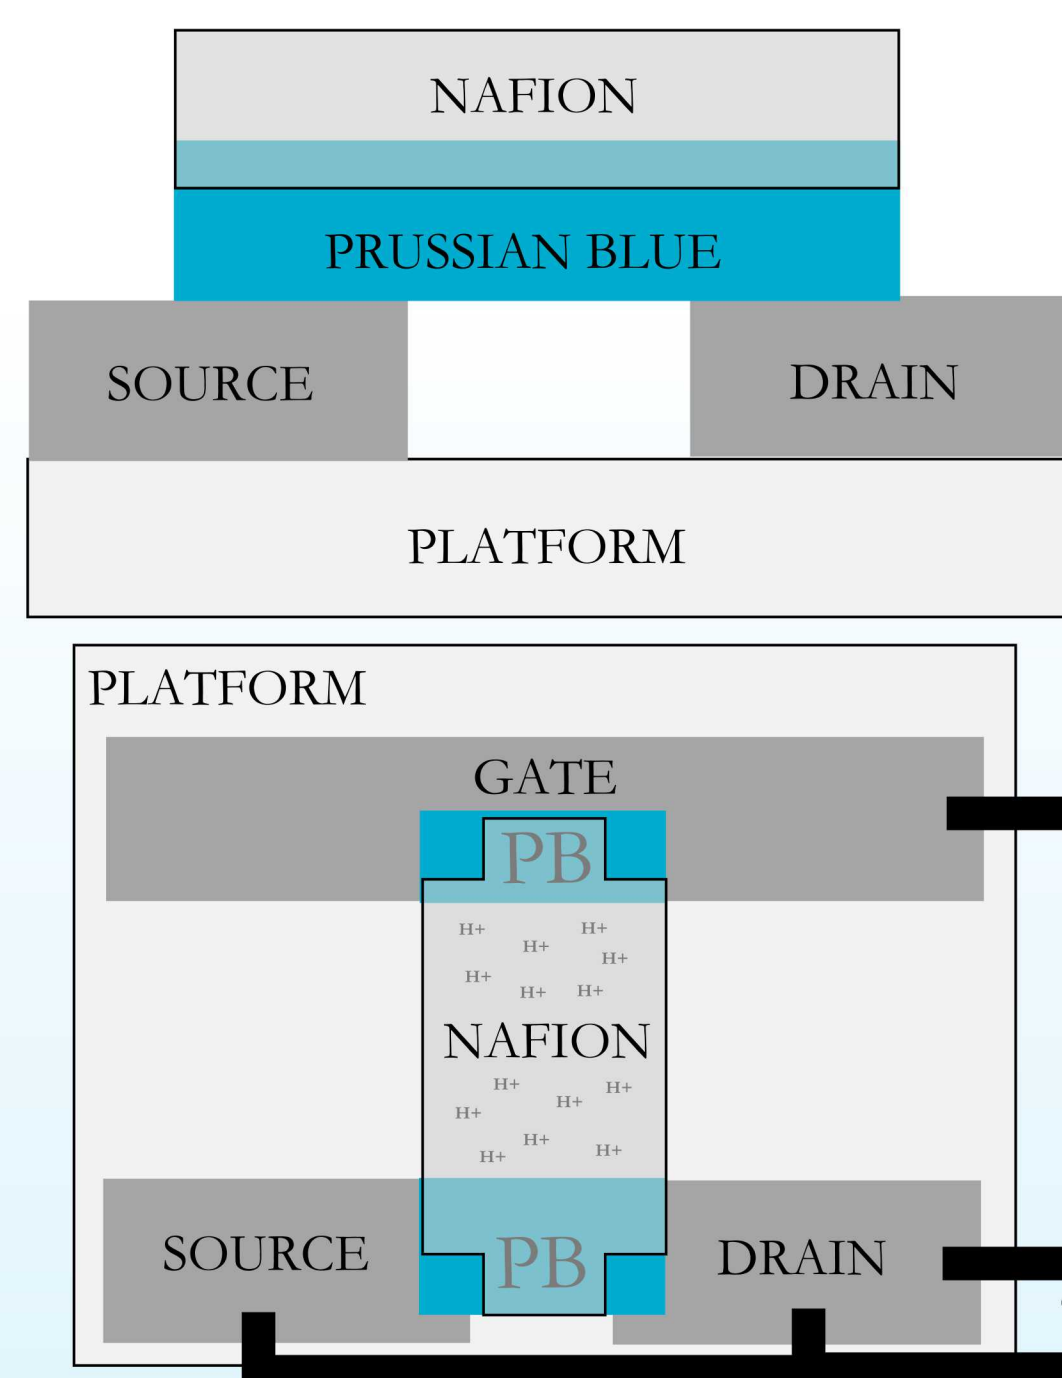 NAFION
PRUSSIAN BLUE
SOURCE DRAIN
PLATFORM
PLATFORM
GATE
PB
H+ H+
H+
H+
H+
H+ H+
NAFION
H+ H+
H+
H+
H+
H+
H+
SOURCE PB DRAIN